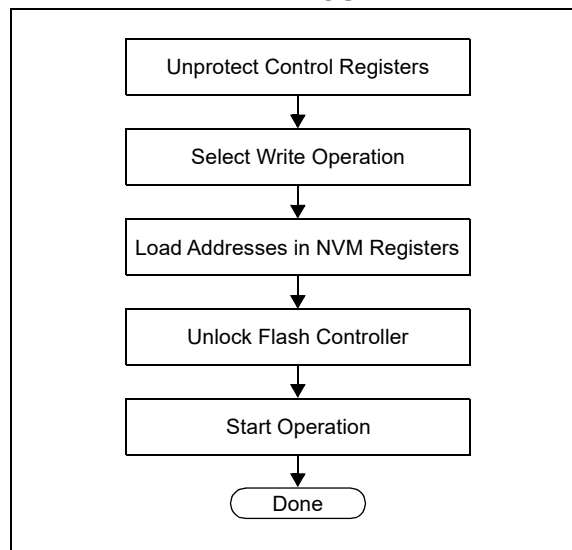 Unprotect Control Registers
Select Write Operation
Load Addresses in NVM Registers
Unlock Flash Controller
Start Operation
Done